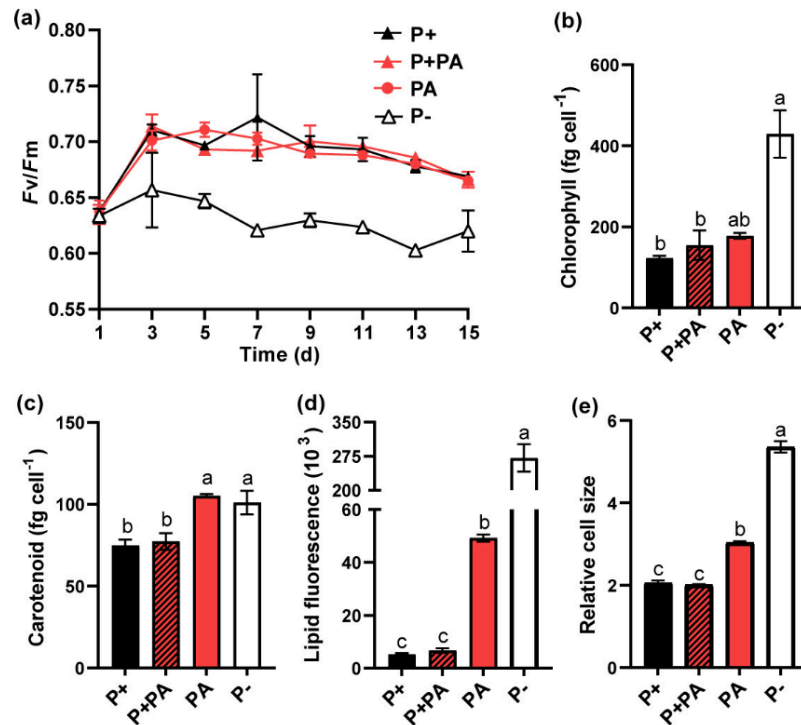 (a)
0.80
0.75
0.70
0.65
0.60
0.55
Fv/Fm
1 3 5 7 9 11 13 15
Time (d)
P+
P+PA
PA
P-
(b)
600
400
200
0
Chlorophyll (fg cell⁻¹)
b b ab a
P+ P+PA PA P-
(c)
150
100
50
0
Carotenoid (fg cell⁻¹)
b b a a
P+ P+PA PA P-
(d)
350
275
200
60
40
20
0
Lipid fluorescence (10³)
c c b a
P+ P+PA PA P-
(e)
6
4
2
0
Relative cell size
c c b a
P+ P+PA PA P-